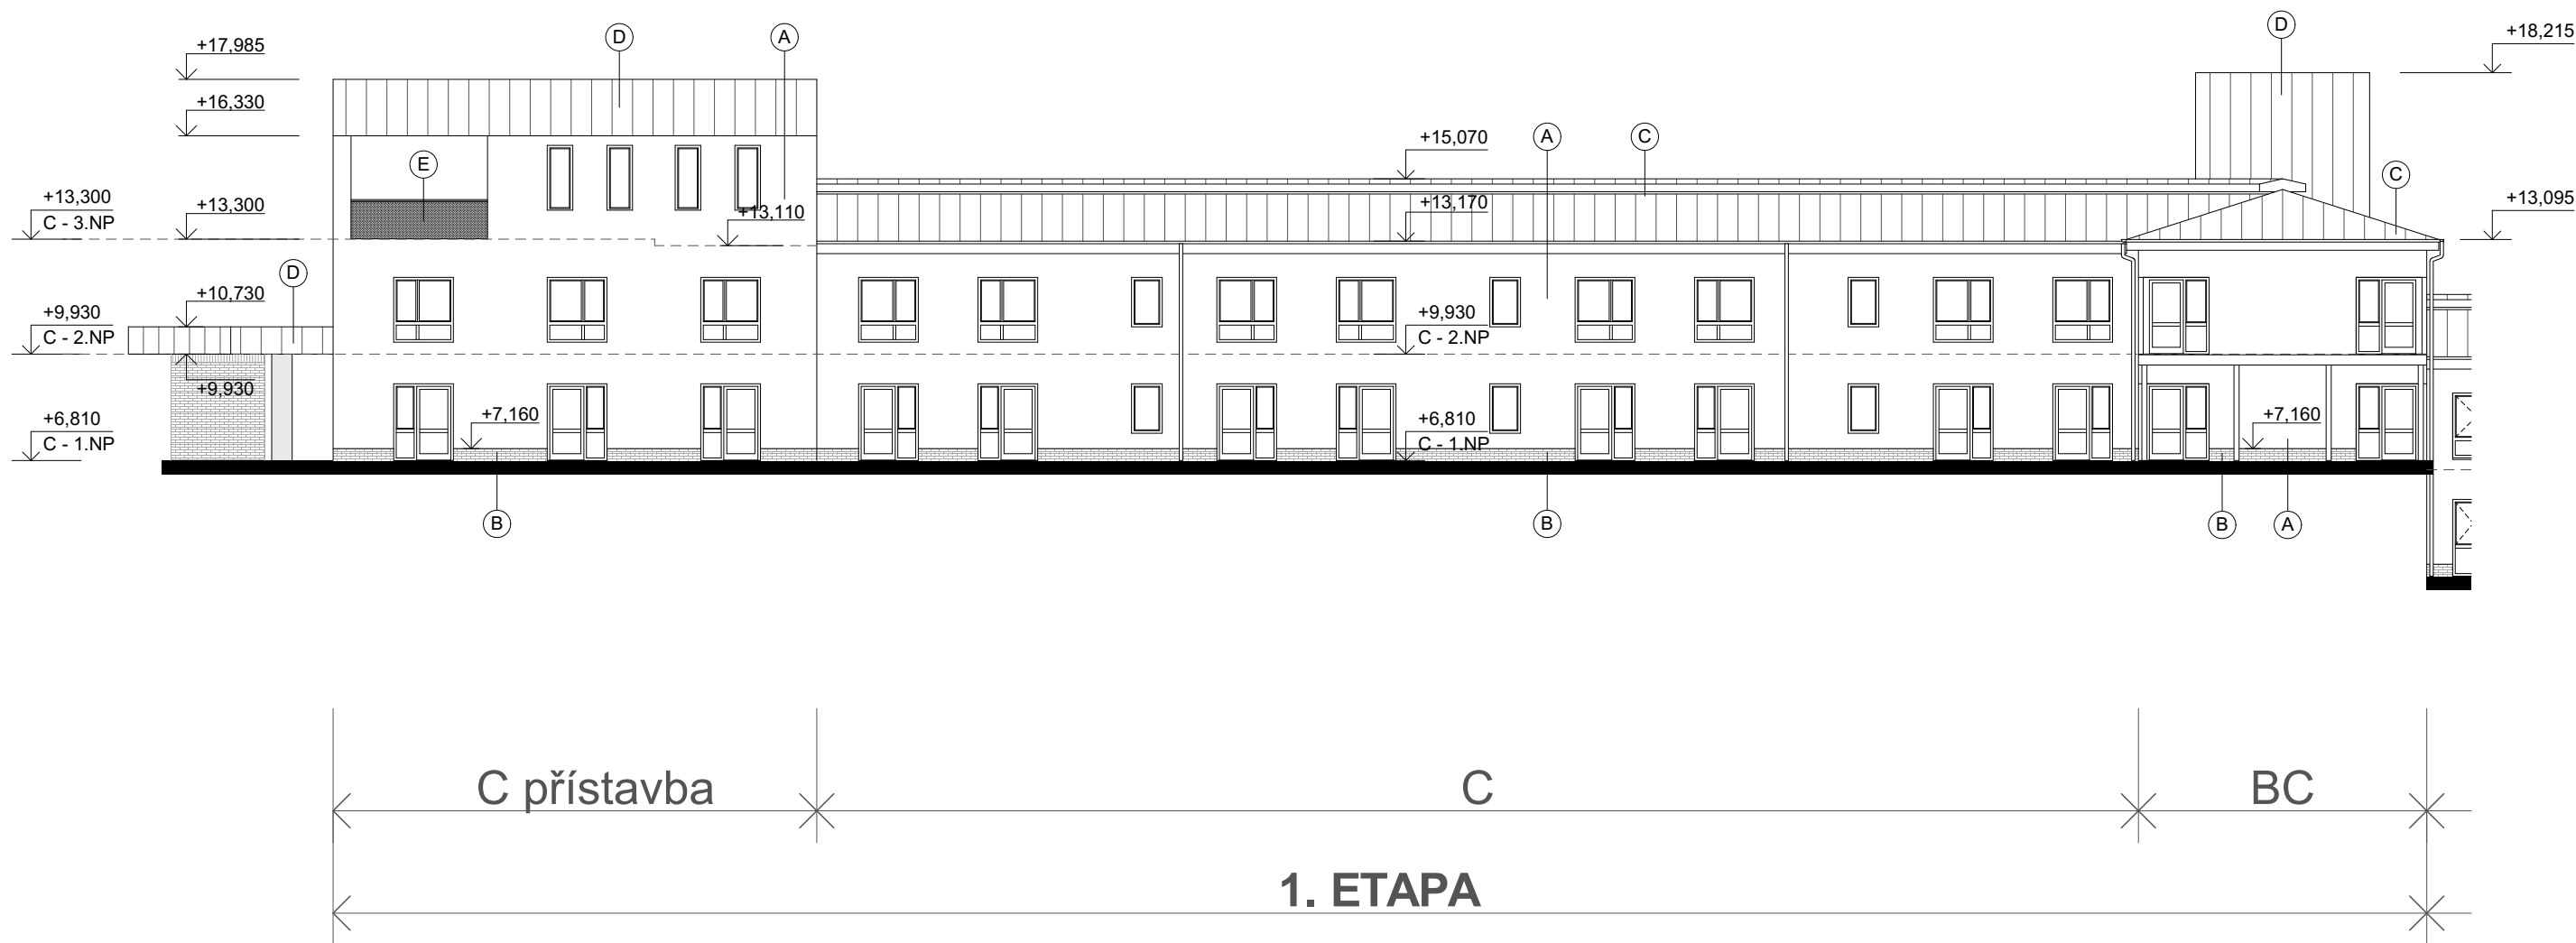 D
+18,215
D
A
+17,985
+16,330
+15,070
A
C
E
C
+13,300
C - 3.NP
+13,300
+13,110
+13,170
+13,095
D
+10,730
+9,930
C - 2.NP
+9,930
C - 2.NP
+9,930
+6,810
C - 1.NP
+7,160
+6,810
C - 1.NP
+7,160
B
B
B
A
C přístavba
C
BC
1. ETAPA